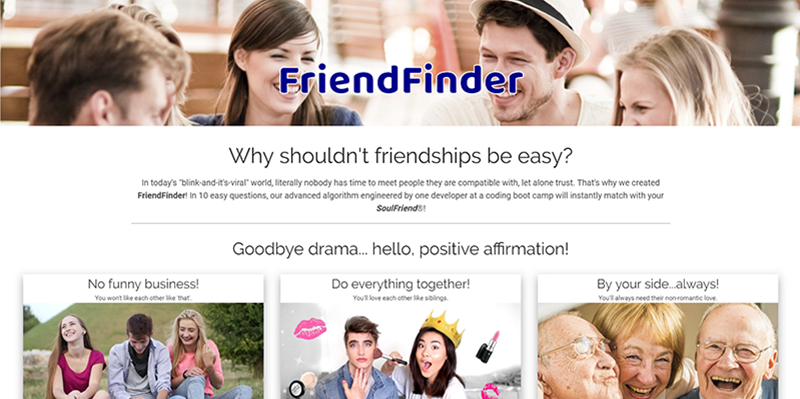 FriendFinder
Why shouldn't friendships be easy?
In today's "blink-and-it's-viral" world, literally nobody has time to meet people they are compatible with, let alone trust. That's why we created
FriendFinder! In 10 easy questions, our advanced algorithm engineered by one developer at a coding boot camp will instantly match with your
SoulFriend®!
Goodbye drama... hello, positive affirmation!
No funny business!
You won't like each other like 'that'.
Do everything together!
You'll love each other like siblings.
By your side...always!
You'll always need their non-romantic love.